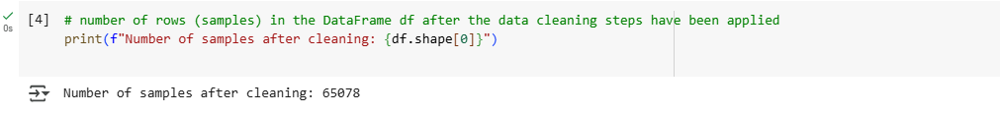 [4] # number of rows (samples) in the DataFrame df after the data cleaning steps have been applied
0s
print(f"Number of samples after cleaning: {df.shape[0]}")
Number of samples after cleaning: 65078